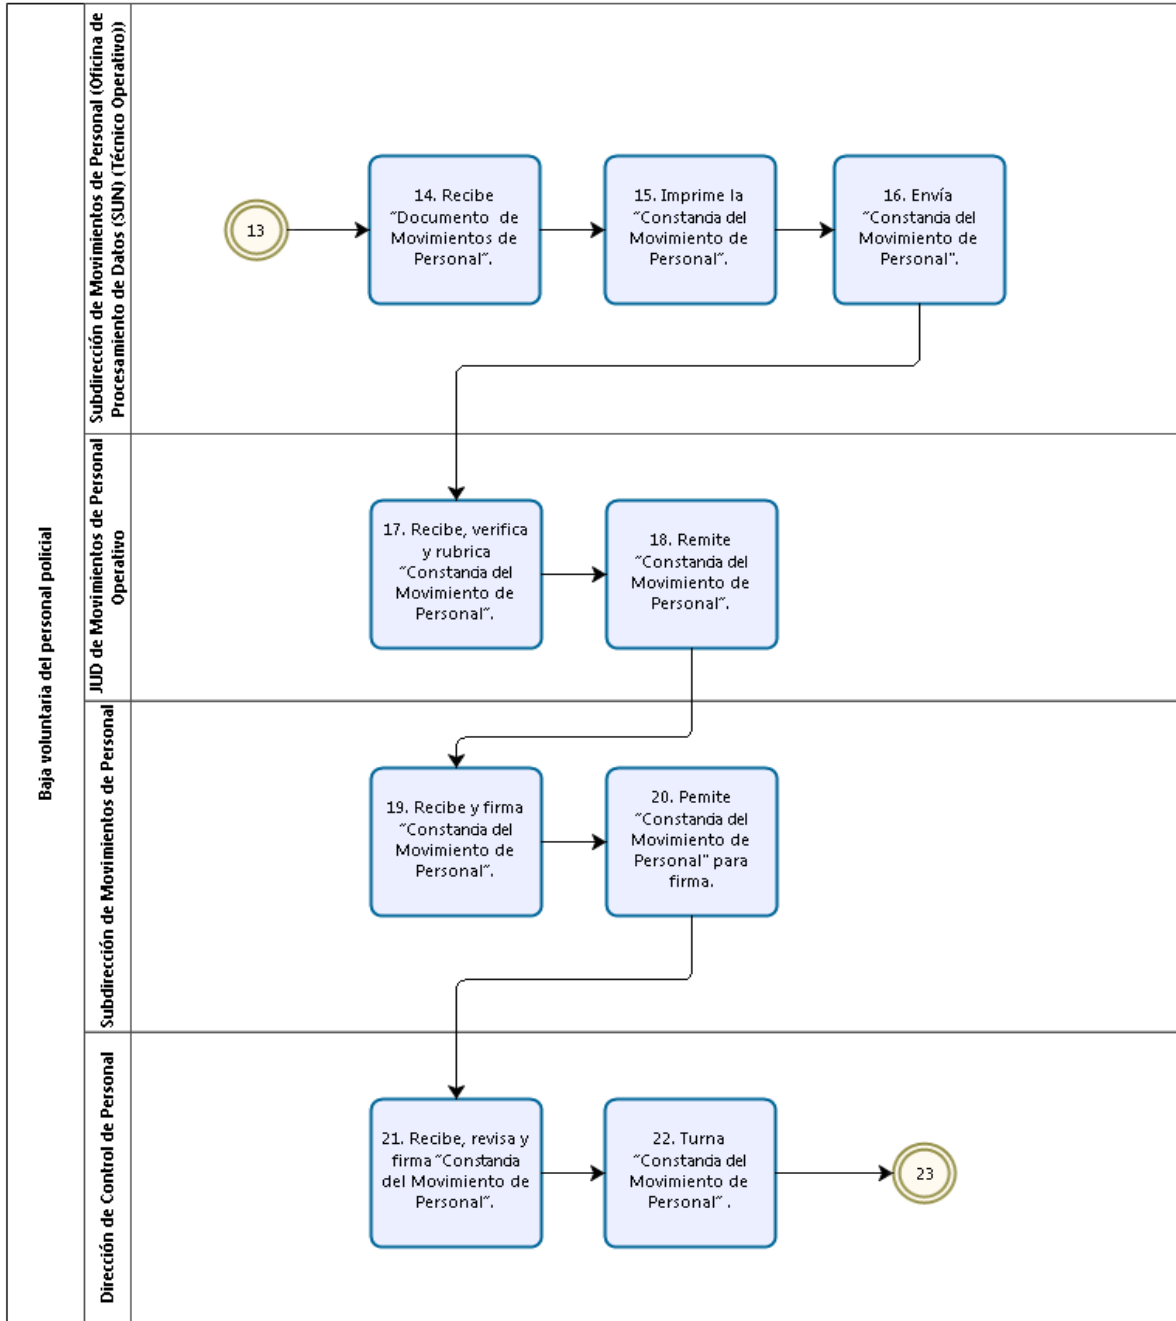 Baja voluntaria del personal policial
Subdirección de Movimientos de Personal (Oficina de
Procesamiento de Datos (SUN) (Técnico Operativo))
13
14. Recibe
“Documento de
Movimientos de
Personal”.
15. Imprime la
“Constancia del
Movimiento de
Personal”.
16. Envía
“Constancia del
Movimiento de
Personal”.
JUD de Movimientos de Personal
Operativo
17. Recibe, verifica
y rubrica
“Constancia del
Movimiento de
Personal”.
18. Remite
“Constancia del
Movimiento de
Personal”.
Subdirección de Movimientos de Personal
19. Recibe y firma
“Constancia del
Movimiento de
Personal”.
20. Pemite
“Constancia del
Movimiento de
Personal” para
firma.
Dirección de Control de Personal
21. Recibe, revisa y
firma “Constancia
del Movimiento de
Personal”.
22. Turna
“Constancia del
Movimiento de
Personal” .
23